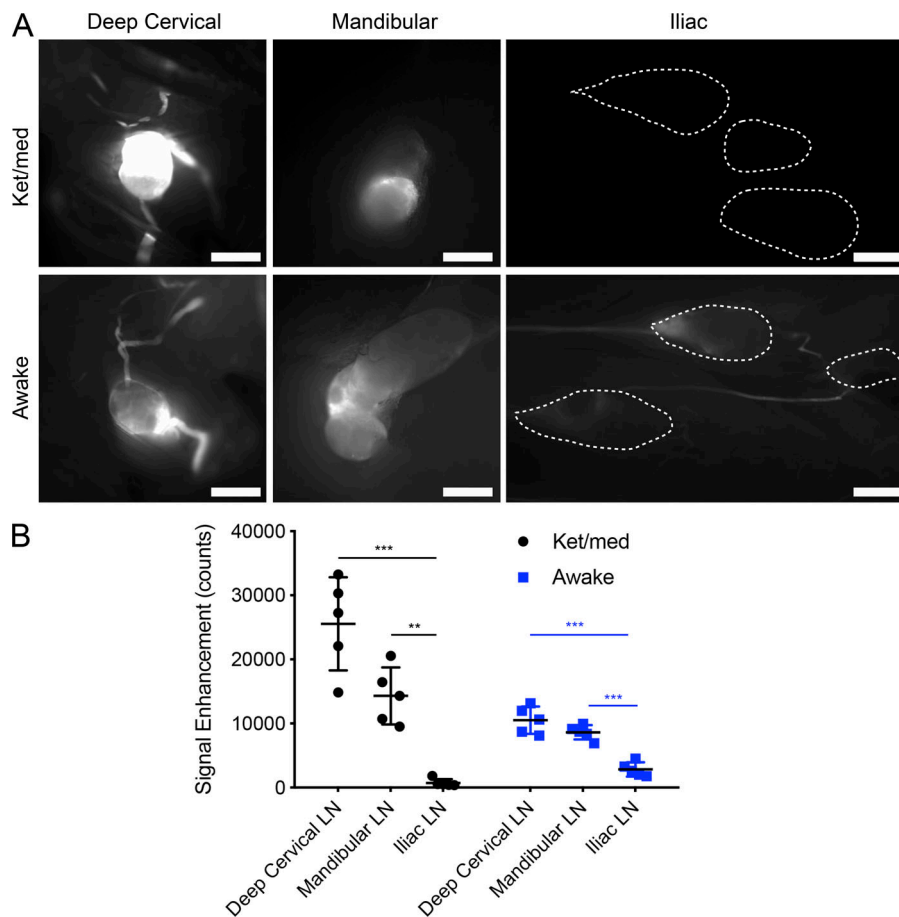 A
Deep Cervical
Mandibular
Iliac
Ket/med
Awake
B
Signal Enhancement (counts)
40000
30000
20000
10000
0
***
**
Ket/med
Awake
***
***
Deep Cervical LN
Mandibular LN
Iliac LN
Deep Cervical LN
Mandibular LN
Iliac LN